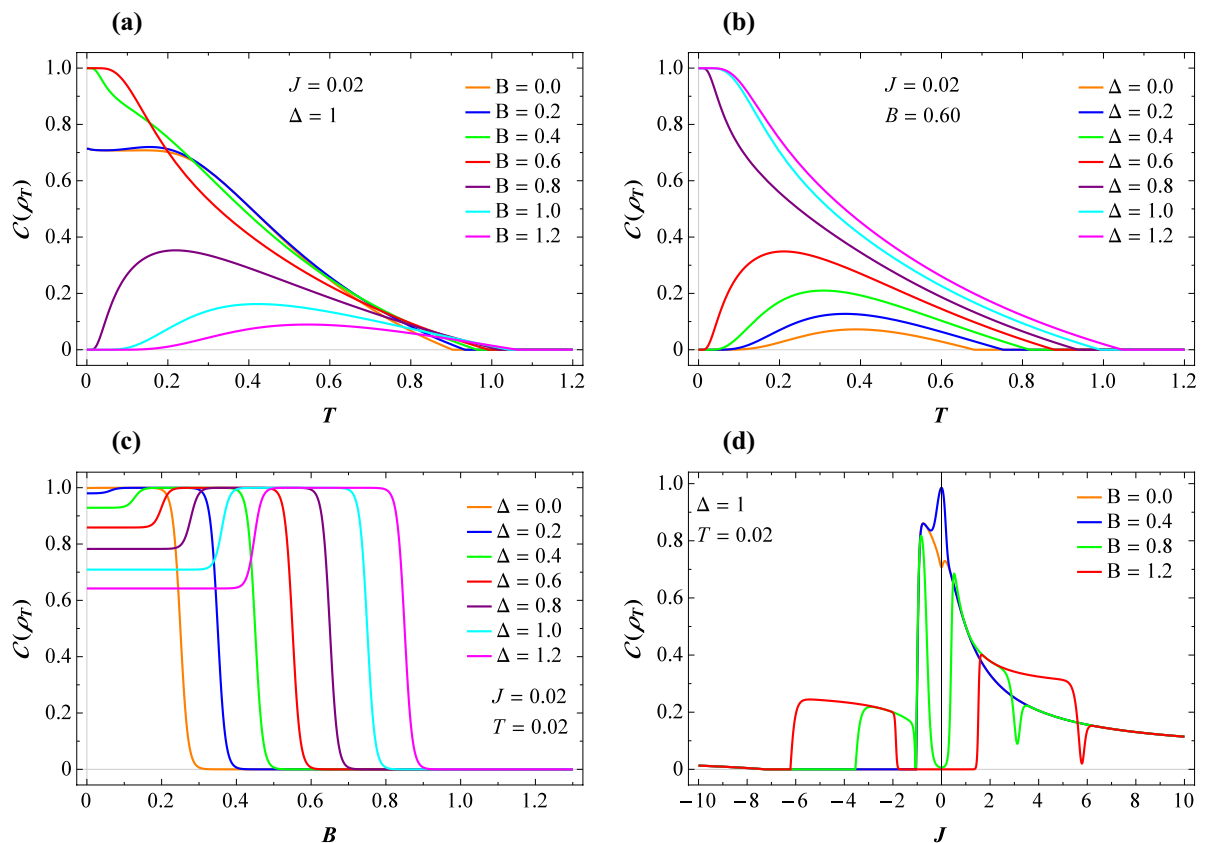 (a)
C(ρT)
1.0
0.8
0.6
0.4
0.2
0
J = 0.02
Δ = 1
B = 0.0
B = 0.2
B = 0.4
B = 0.6
B = 0.8
B = 1.0
B = 1.2
0 0.2 0.4 0.6 0.8 1.0 1.2
T
(b)
C(ρT)
1.0
0.8
0.6
0.4
0.2
0
J = 0.02
B = 0.60
Δ = 0.0
Δ = 0.2
Δ = 0.4
Δ = 0.6
Δ = 0.8
Δ = 1.0
Δ = 1.2
0 0.2 0.4 0.6 0.8 1.0 1.2
T
(c)
C(ρT)
1.0
0.8
0.6
0.4
0.2
0
Δ = 0.0
Δ = 0.2
Δ = 0.4
Δ = 0.6
Δ = 0.8
Δ = 1.0
Δ = 1.2
J = 0.02
T = 0.02
0 0.2 0.4 0.6 0.8 1.0 1.2
B
(d)
C(ρT)
1.0
0.8
0.6
0.4
0.2
0
Δ = 1
T = 0.02
B = 0.0
B = 0.4
B = 0.8
B = 1.2
−10 −8 −6 −4 −2 0 2 4 6 8 10
J